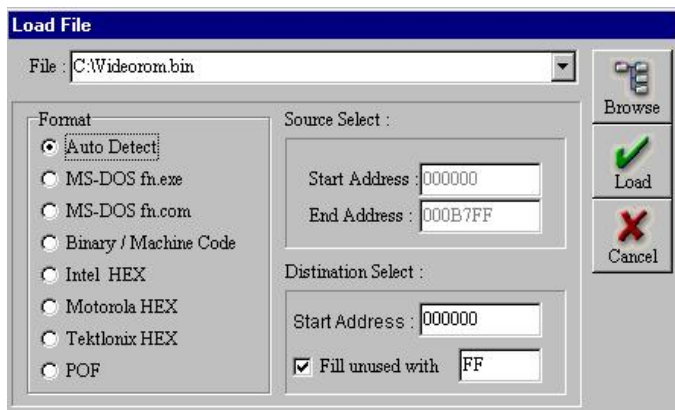 Load File
File : C:\Videorom.bin
Browse
Load
Cancel
Format
Auto Detect
MS-DOS fn.exe
MS-DOS fn.com
Binary / Machine Code
Intel HEX
Motorola HEX
Tektlonix HEX
POF
Source Select :
Start Address : 000000
End Address : 000B7FF
Distination Select :
Start Address : 000000
Fill unused with FF